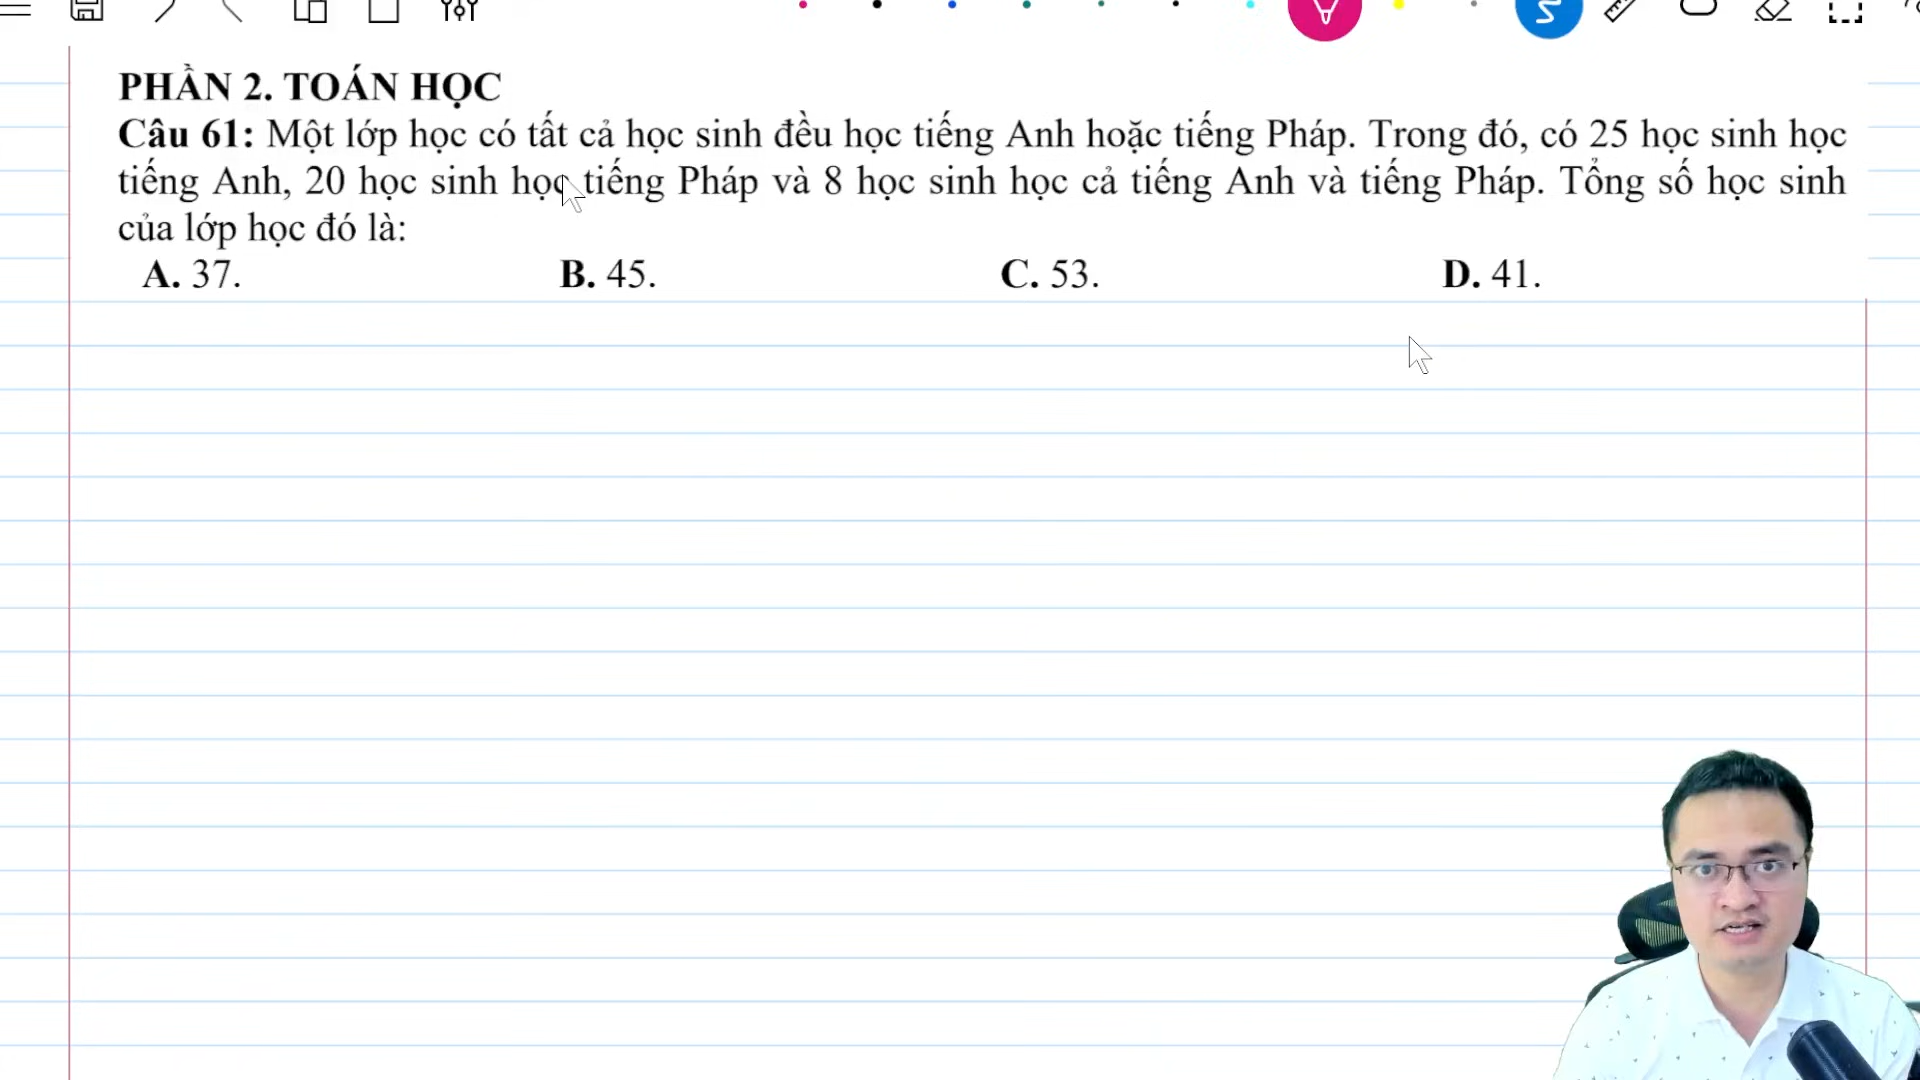 PHẦN 2. TOÁN HỌC
Câu 61: Một lớp học có tất cả học sinh đều học tiếng Anh hoặc tiếng Pháp. Trong đó, có 25 học sinh học
tiếng Anh, 20 học sinh học tiếng Pháp và 8 học sinh học cả tiếng Anh và tiếng Pháp. Tổng số học sinh
của lớp học đó là:
A. 37. B. 45. C. 53. D. 41.